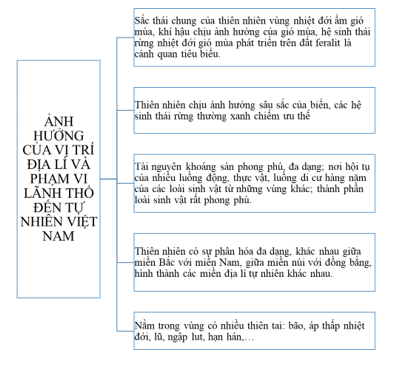 ẢNH
HƯỞNG
CỦA VỊ TRÍ
ĐỊA LÍ VÀ
PHẠM VI
LÃNH THỔ
ĐẾN TỰ
NHIÊN VIỆT
NAM
Sắc thái chung của thiên nhiên vùng nhiệt đới ẩm gió
mùa, khí hậu chịu ảnh hưởng của gió mùa, hệ sinh thái
rừng nhiệt đới gió mùa phát triển trên đất feralit là
cảnh quan tiêu biểu.
Thiên nhiên chịu ảnh hưởng sâu sắc của biển, các hệ
sinh thái rừng thường xanh chiếm ưu thế
Tài nguyên khoáng sản phong phú, đa dạng; nơi hội tụ
của nhiều luồng động, thực vật, luồng di cư hàng năm
của các loài sinh vật từ những vùng khác; thành phần
loài sinh vật rất phong phú.
Thiên nhiên có sự phân hóa đa dạng, khác nhau giữa
miền Bắc với miền Nam, giữa miền núi với đồng bằng,
hình thành các miền địa lí tự nhiên khác nhau.
Nằm trong vùng có nhiều thiên tai: bão, áp thấp nhiệt
đới, lũ, ngập lut, hạn hán,…